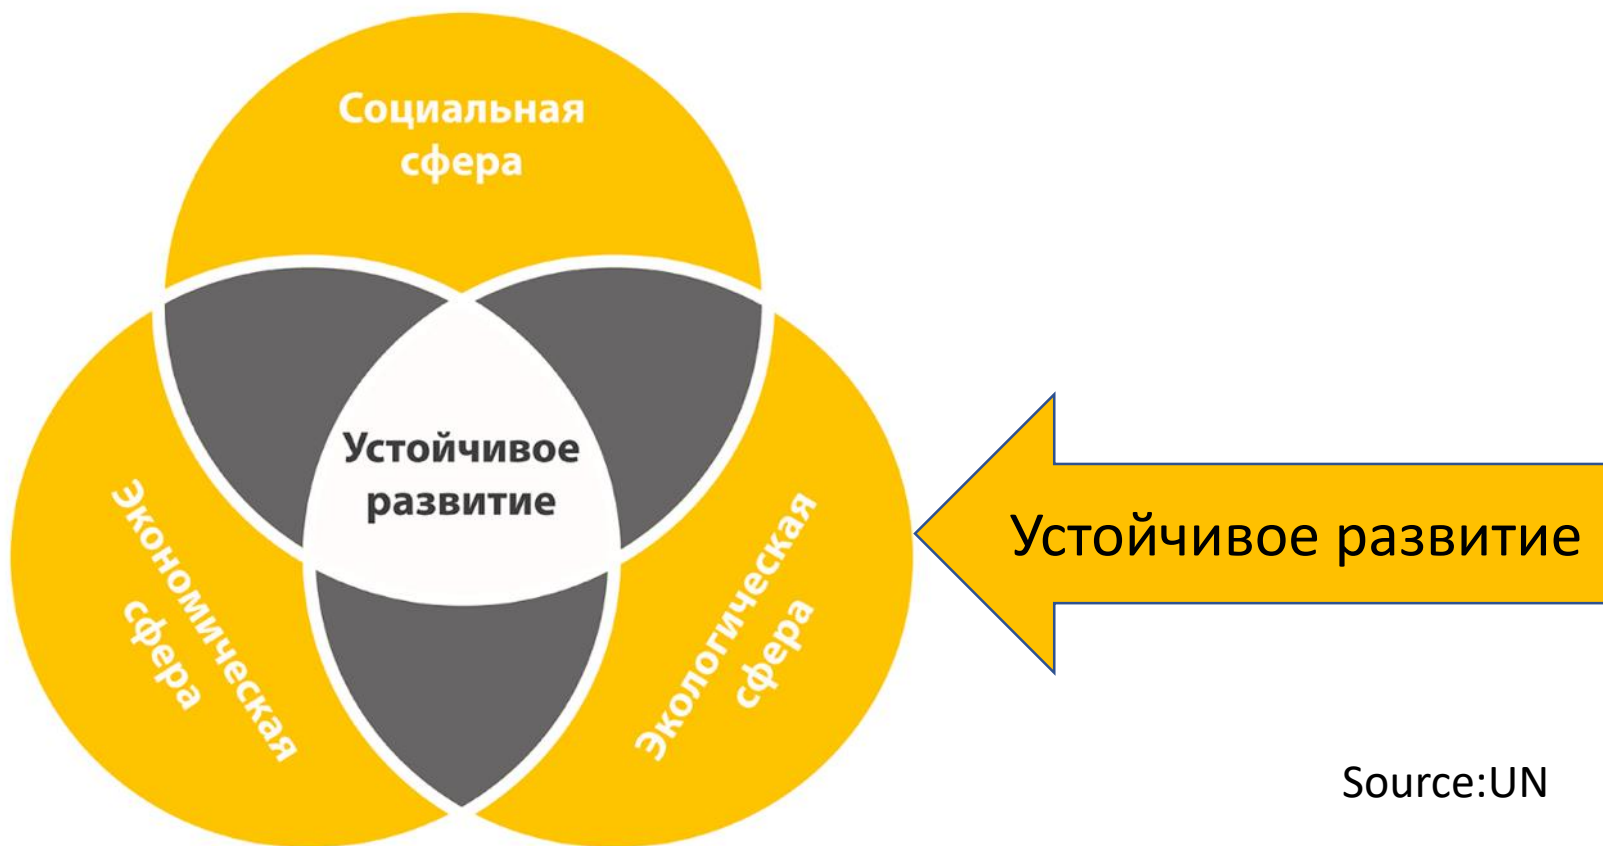 Социальная
сфера
Устойчивое
развитие
Экономическая
сфера
Экологическая
сфера
Устойчивое развитие
Source:UN